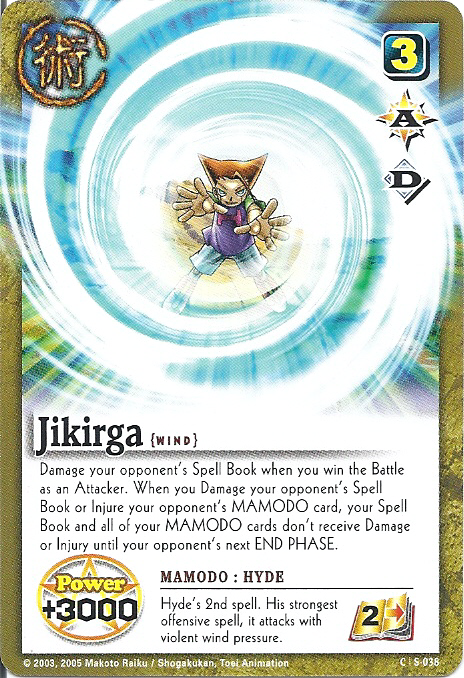 術
3
A
D
Jikirga {WIND}
Damage your opponent's Spell Book when you win the Battle
as an Attacker. When you Damage your opponent's Spell
Book or Injure your opponent's MAMODO card, your Spell
Book and all of your MAMODO cards don't receive Damage
or Injury until your opponent's next END PHASE.
Power
+3000
MAMODO : HYDE
Hyde's 2nd spell. His strongest
offensive spell, it attacks with
violent wind pressure.
2
© 2003, 2005 Makoto Raiku / Shogakukan, Toei Animation
C | S-038